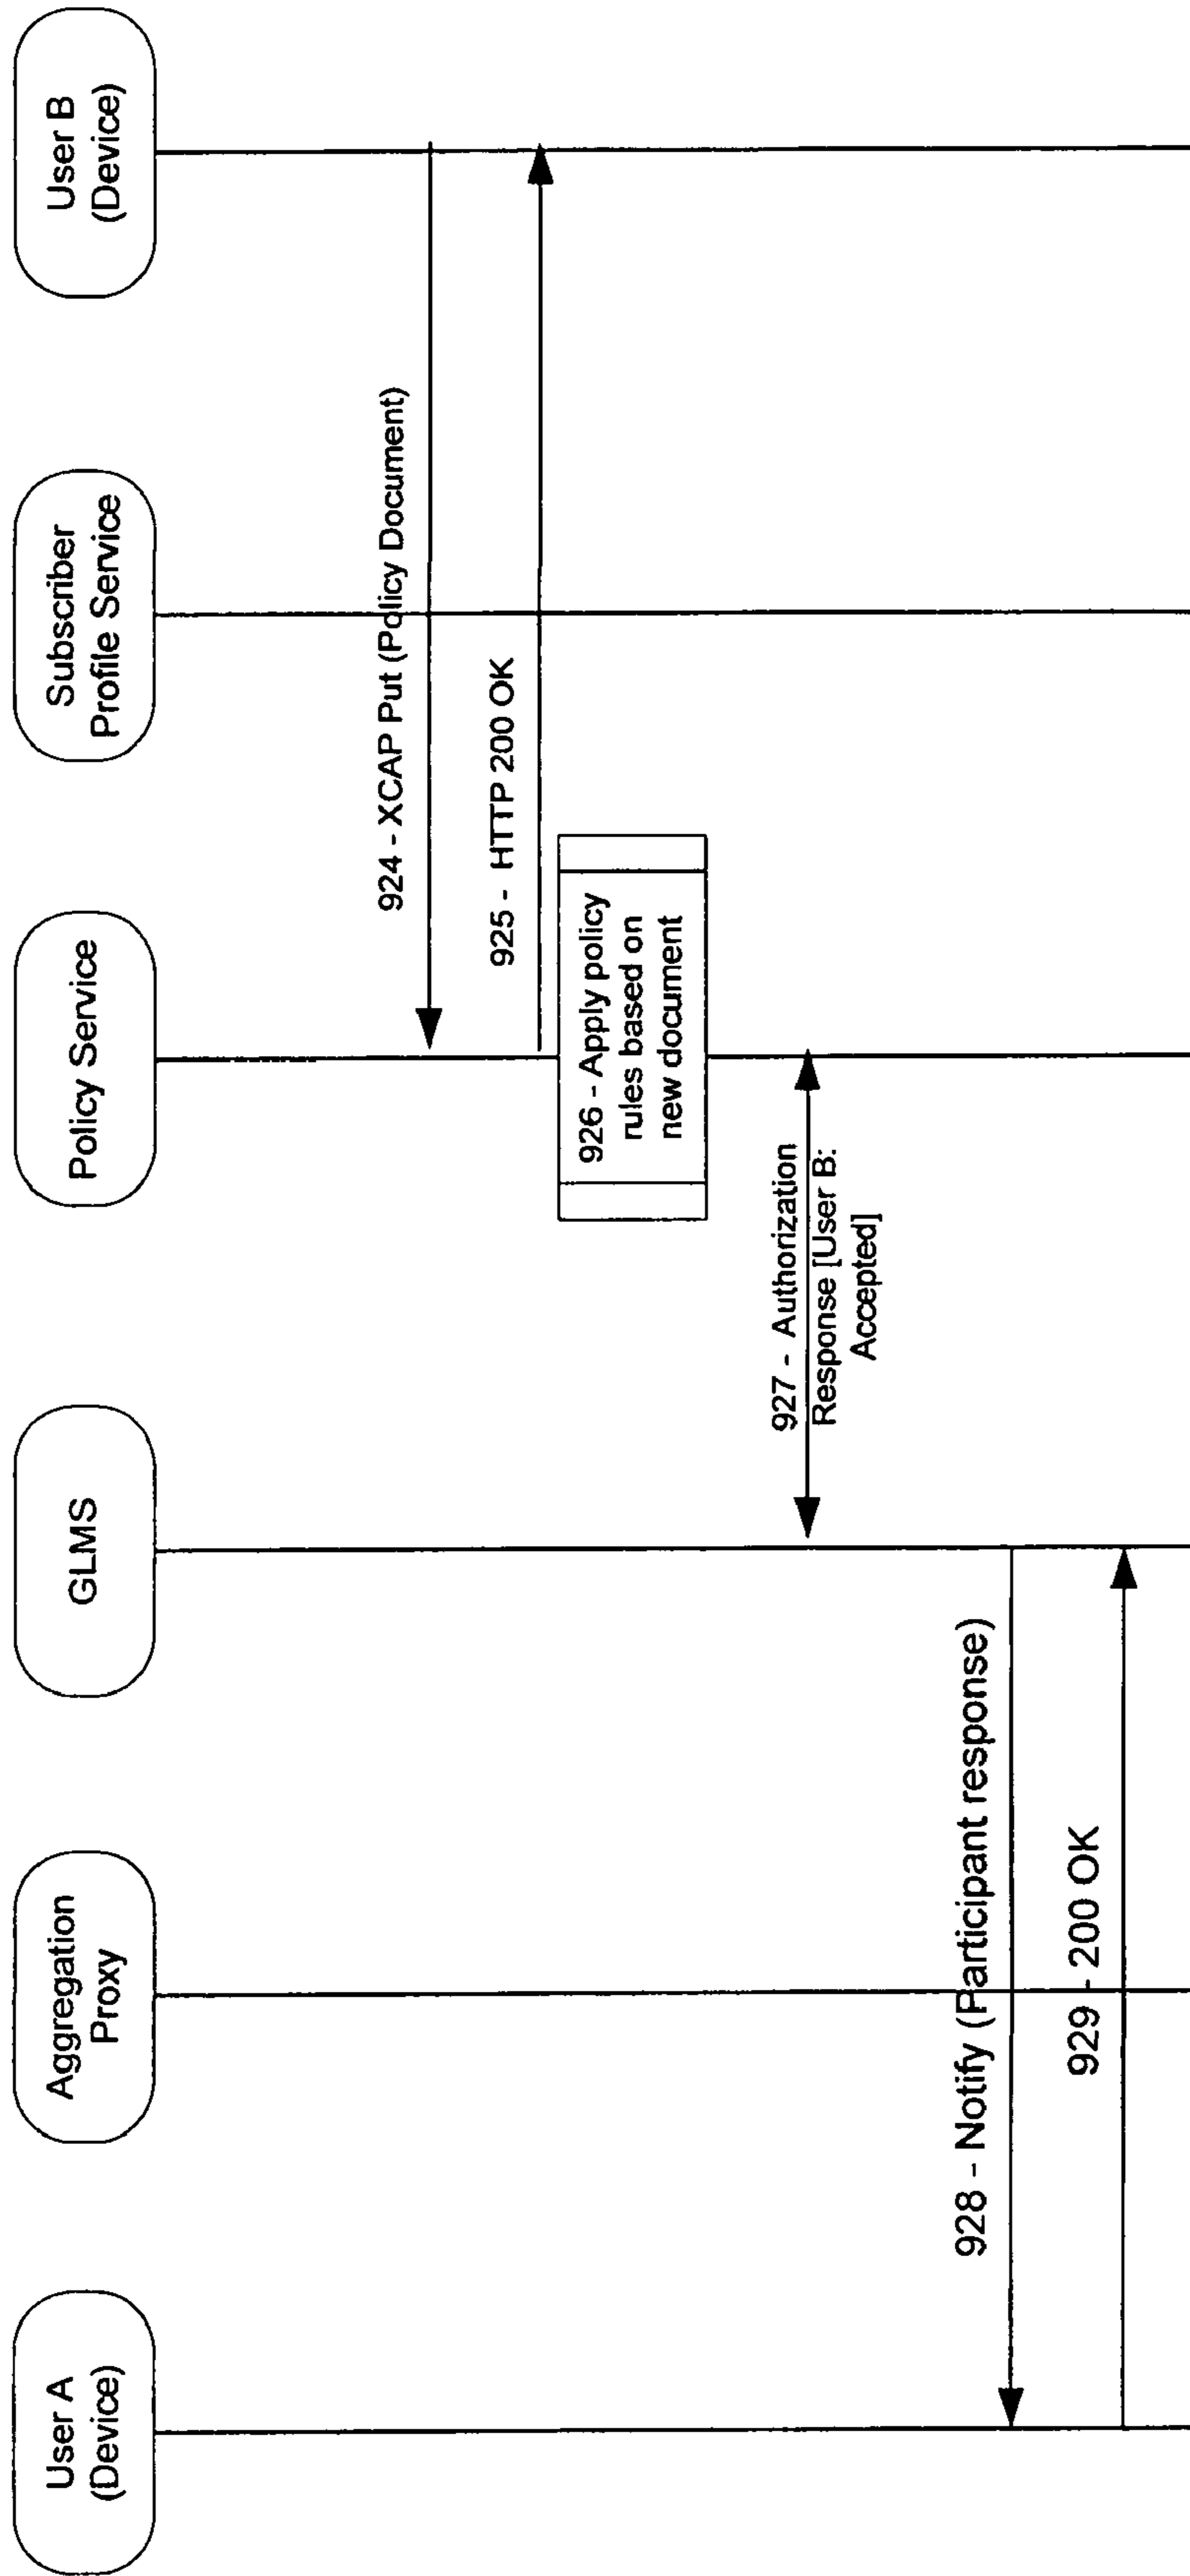 User A
(Device)
Aggregation
Proxy
GLMS
Policy Service
Subscriber
Profile Service
User B
(Device)
924 - XCAP Put (Policy Document)
925 - HTTP 200 OK
926 - Apply policy
rules based on
new document
927 - Authorization
Response [User B:
Accepted]
928 - Notify (Participant response)
929 - 200 OK